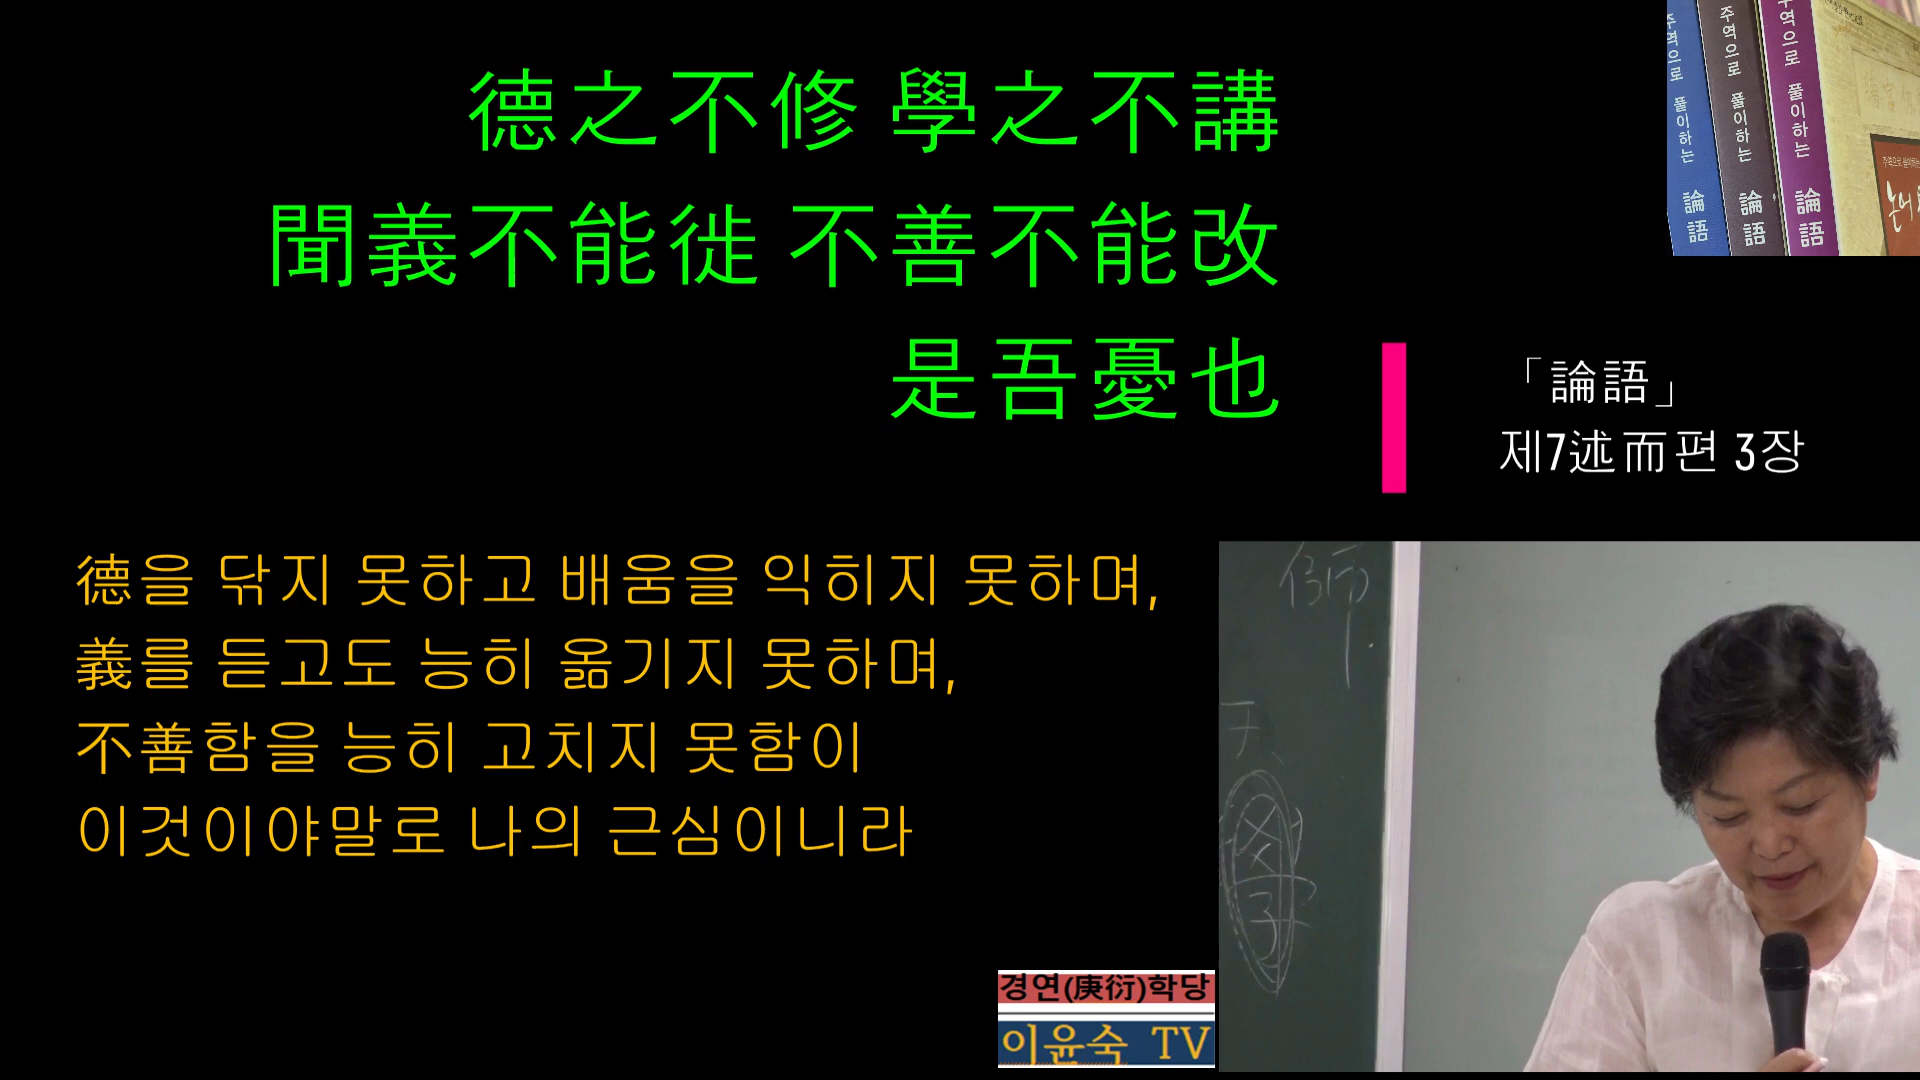 德之不修 學之不講
聞義不能徙 不善不能改
是吾憂也
「論語」
제7述而편 3장
德을 닦지 못하고 배움을 익히지 못하며,
義를 듣고도 능히 옮기지 못하며,
不善함을 능히 고치지 못함이
이것이야말로 나의 근심이니라
주역으로 풀이하는 論語
주역으로 풀이하는 論語
주역으로 풀이하는 論語
경연(庚衍)학당
이윤숙 TV